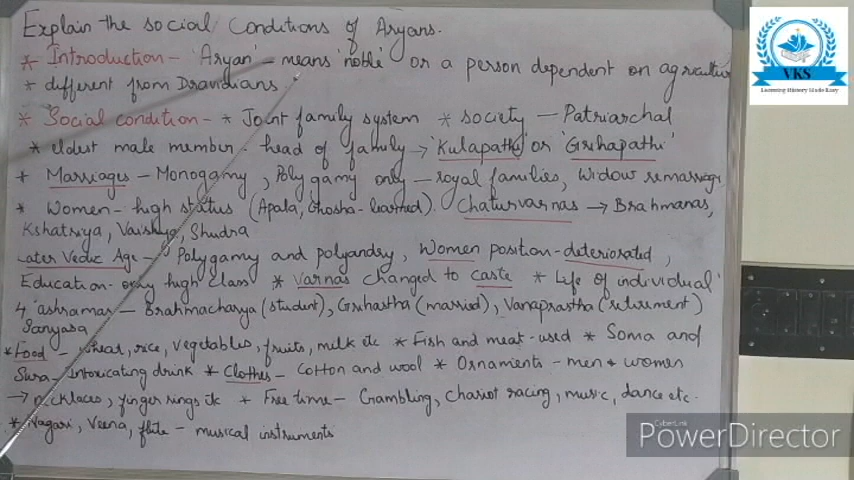 Explain the social Conditions of Aryans.
* Introduction - 'Aryan' - means 'noble' or a person dependent on agriculture
* different from Dravidians.
* Social condition - * Joint family system * society - Patriarchal
* eldest male member - head of family → 'Kulapathi' or 'Grihapathi'
* Marriages - Monogamy, Polygamy only - royal families, Widow remarriage
* Women - high status (Apala, Ghosha - learned). Chaturvarnas → Brahmanas,
Kshatriya, Vaishya, Shudra
Later Vedic Age - Polygamy and polyandry, Women position - deteriorated,
Education - only high class * Varnas changed to caste * Life of individual
4 ashramas - Brahmacharya (student), Grihastha (married), Vanaprastha (retirement)
Sanyasa
* Food - wheat, rice, vegetables, fruits, milk etc * Fish and meat - used * Soma and
Sura - Intoxicating drink * Clothes - Cotton and wool * Ornaments - men & women
→ necklaces, finger rings etc * Free time - Gambling, Chariot racing, music, dance etc.
* Nagari, Veena, flute - musical instruments
VKS
Learning History Made Easy
CyberLink
PowerDirector